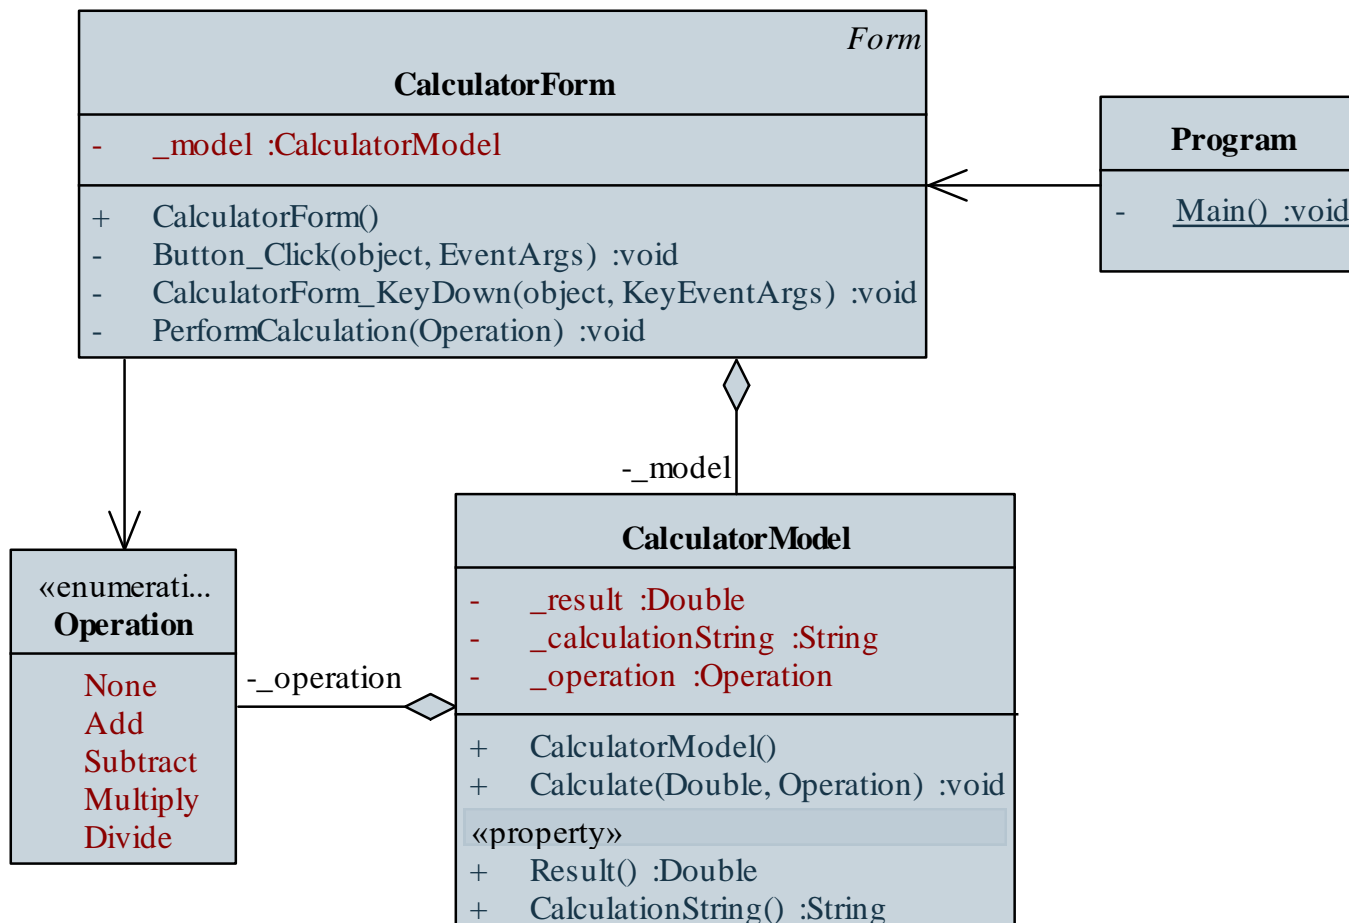 Form
CalculatorForm
- _model :CalculatorModel
+ CalculatorForm()
- Button_Click(object, EventArgs) :void
- CalculatorForm_KeyDown(object, KeyEventArgs) :void
- PerformCalculation(Operation) :void
Program
- Main() :void
-_model
«enumerati...
Operation
None
Add
Subtract
Multiply
Divide
-_operation
CalculatorModel
- _result :Double
- _calculationString :String
- _operation :Operation
+ CalculatorModel()
+ Calculate(Double, Operation) :void
«property»
+ Result() :Double
+ CalculationString() :String